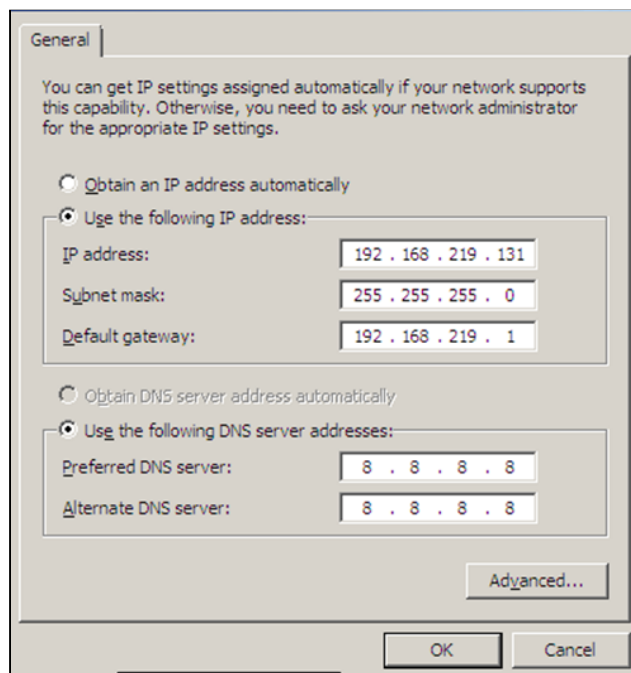 General
You can get IP settings assigned automatically if your network supports
this capability. Otherwise, you need to ask your network administrator
for the appropriate IP settings.
Obtain an IP address automatically
Use the following IP address:
IP address: 192 . 168 . 219 . 131
Subnet mask: 255 . 255 . 255 . 0
Default gateway: 192 . 168 . 219 . 1
Obtain DNS server address automatically
Use the following DNS server addresses:
Preferred DNS server: 8 . 8 . 8 . 8
Alternate DNS server: 8 . 8 . 8 . 8
Advanced...
OK Cancel